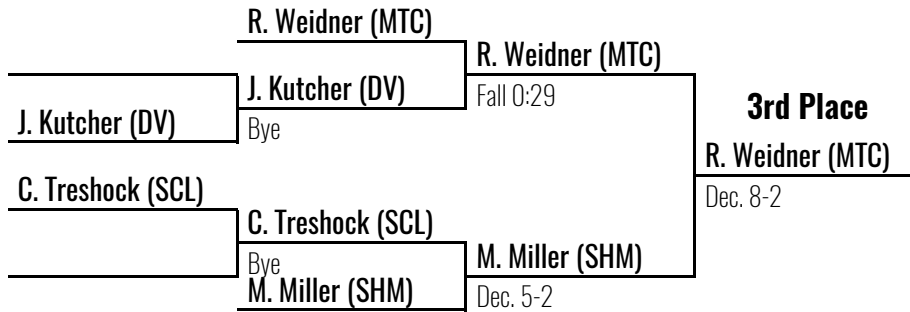 R. Weidner (MTC)
R. Weidner (MTC)
J. Kutcher (DV)
Fall 0:29
3rd Place
J. Kutcher (DV)
Bye
R. Weidner (MTC)
C. Treshock (SCL)
Dec. 8-2
C. Treshock (SCL)
Bye
M. Miller (SHM)
M. Miller (SHM)
Dec. 5-2